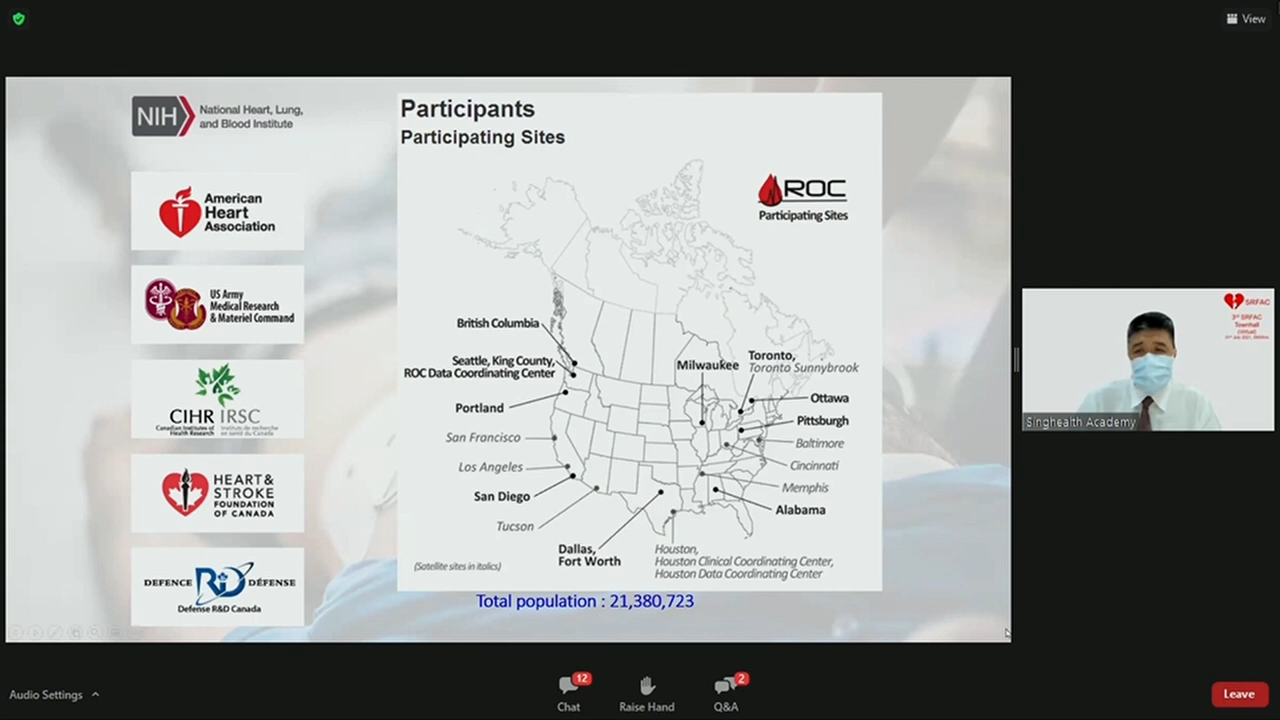 View
NIH National Heart, Lung,
and Blood Institute
American
Heart
Association
US Army
Medical Research
& Materiel Command
CIHR IRSC
Canadian Institutes of
Health Research
Instituts de recherche
en santé du Canada
HEART&
STROKE
FOUNDATION
OF CANADA
DEFENCE R&D DÉFENSE
Defense R&D Canada
Participants
Participating Sites
ROC
Participating Sites
British Columbia
Seattle, King County,
ROC Data Coordinating Center
Portland
San Francisco
Los Angeles
San Diego
Tucson
Dallas,
Fort Worth
Houston,
Houston Clinical Coordinating Center,
Houston Data Coordinating Center
Milwaukee
Toronto,
Toronto Sunnybrook
Ottawa
Pittsburgh
Baltimore
Cincinnati
Memphis
Alabama
(Satellite sites in italics)
Total population : 21,380,723
SRFAC
3rd SRFAC
Townhall
(Virtual)
Singhealth Academy
Audio Settings
12
Chat
Raise Hand
2
Q&A
Leave